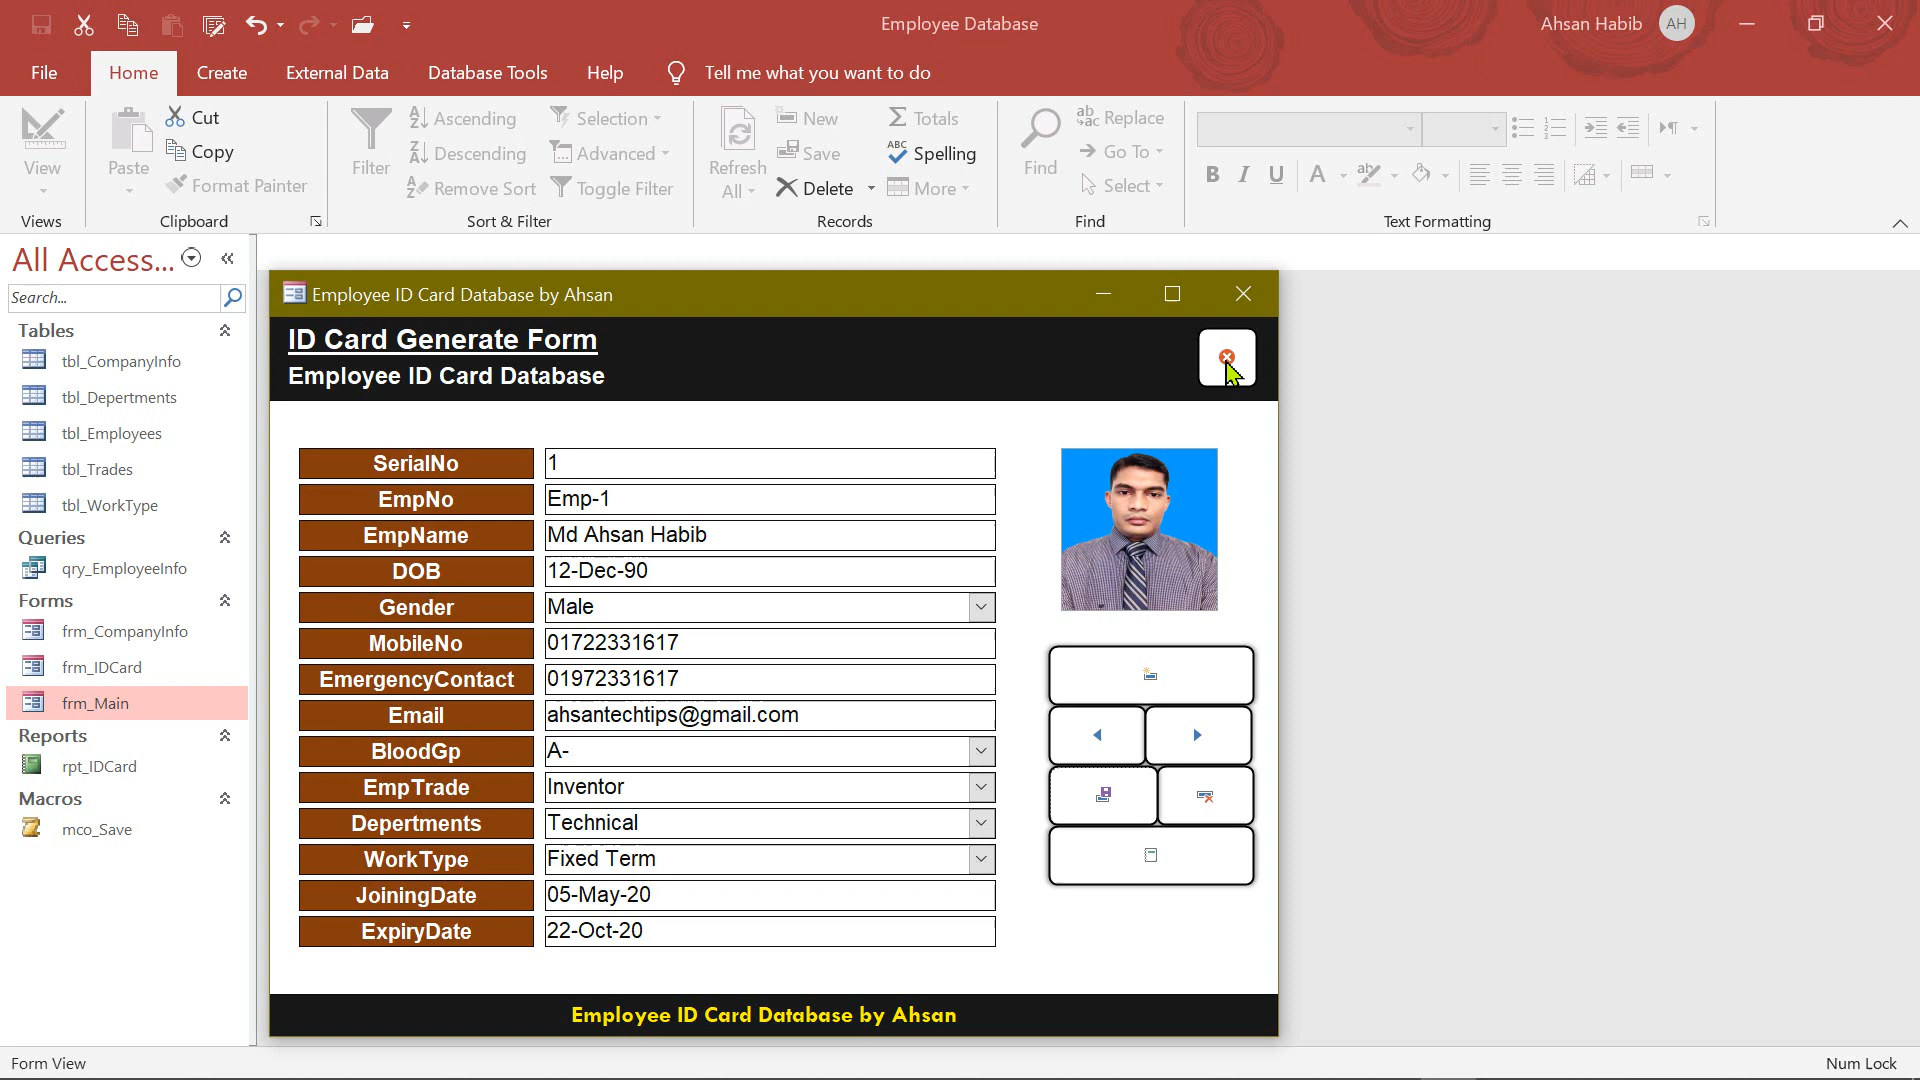 Employee Database
Ahsan Habib AH
File Home Create External Data Database Tools Help Tell me what you want to do
View
Views
Paste
Cut
Copy
Format Painter
Clipboard
Filter
Ascending
Descending
Remove Sort
Selection
Advanced
Toggle Filter
Sort & Filter
Refresh
All
New
Save
Delete
Totals
Spelling
More
Records
Find
Replace
Go To
Select
Find
B I U A
Text Formatting
All Access...
Search...
Tables
tbl_CompanyInfo
tbl_Depertments
tbl_Employees
tbl_Trades
tbl_WorkType
Queries
qry_EmployeeInfo
Forms
frm_CompanyInfo
frm_IDCard
frm_Main
Reports
rpt_IDCard
Macros
mco_Save
Employee ID Card Database by Ahsan
ID Card Generate Form
Employee ID Card Database
SerialNo 1
EmpNo Emp-1
EmpName Md Ahsan Habib
DOB 12-Dec-90
Gender Male
MobileNo 01722331617
EmergencyContact 01972331617
Email ahsantechtips@gmail.com
BloodGp A-
EmpTrade Inventor
Depertments Technical
WorkType Fixed Term
JoiningDate 05-May-20
ExpiryDate 22-Oct-20
Employee ID Card Database by Ahsan
Form View
Num Lock